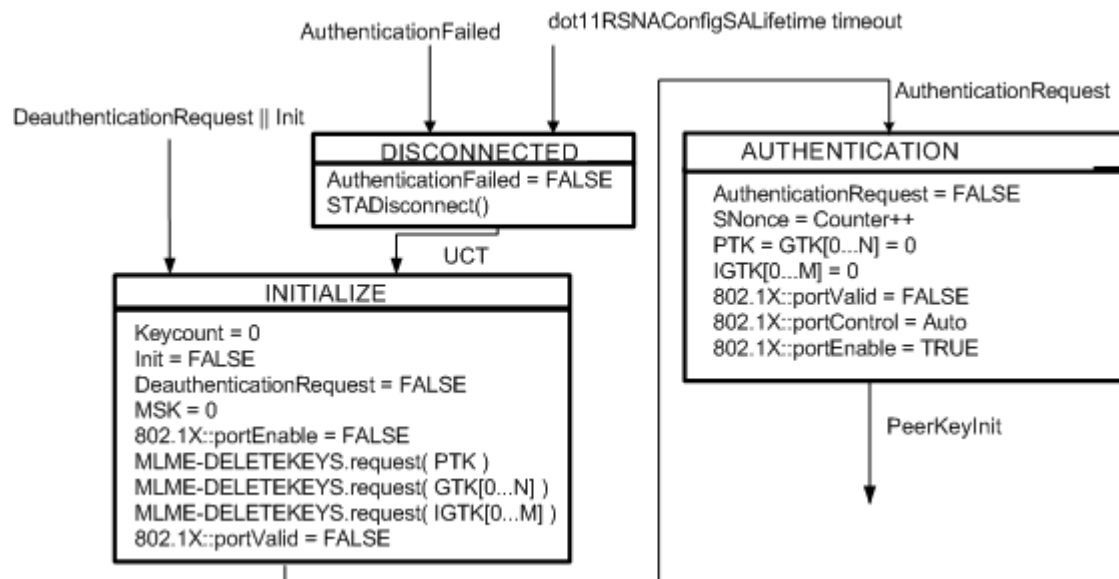 AuthenticationFailed
dot11RSNAConfigSALifetime timeout
DeauthenticationRequest || Init
DISCONNECTED
AuthenticationFailed = FALSE
STADisconnect()
UCT
INITIALIZE
Keycount = 0
Init = FALSE
DeauthenticationRequest = FALSE
MSK = 0
802.1X::portEnable = FALSE
MLME-DELETEKEYS.request( PTK )
MLME-DELETEKEYS.request( GTK[0...N] )
MLME-DELETEKEYS.request( IGTK[0...M] )
802.1X::portValid = FALSE
AuthenticationRequest
AUTHENTICATION
AuthenticationRequest = FALSE
SNonce = Counter++
PTK = GTK[0...N] = 0
IGTK[0...M] = 0
802.1X::portValid = FALSE
802.1X::portControl = Auto
802.1X::portEnable = TRUE
PeerKeyInit